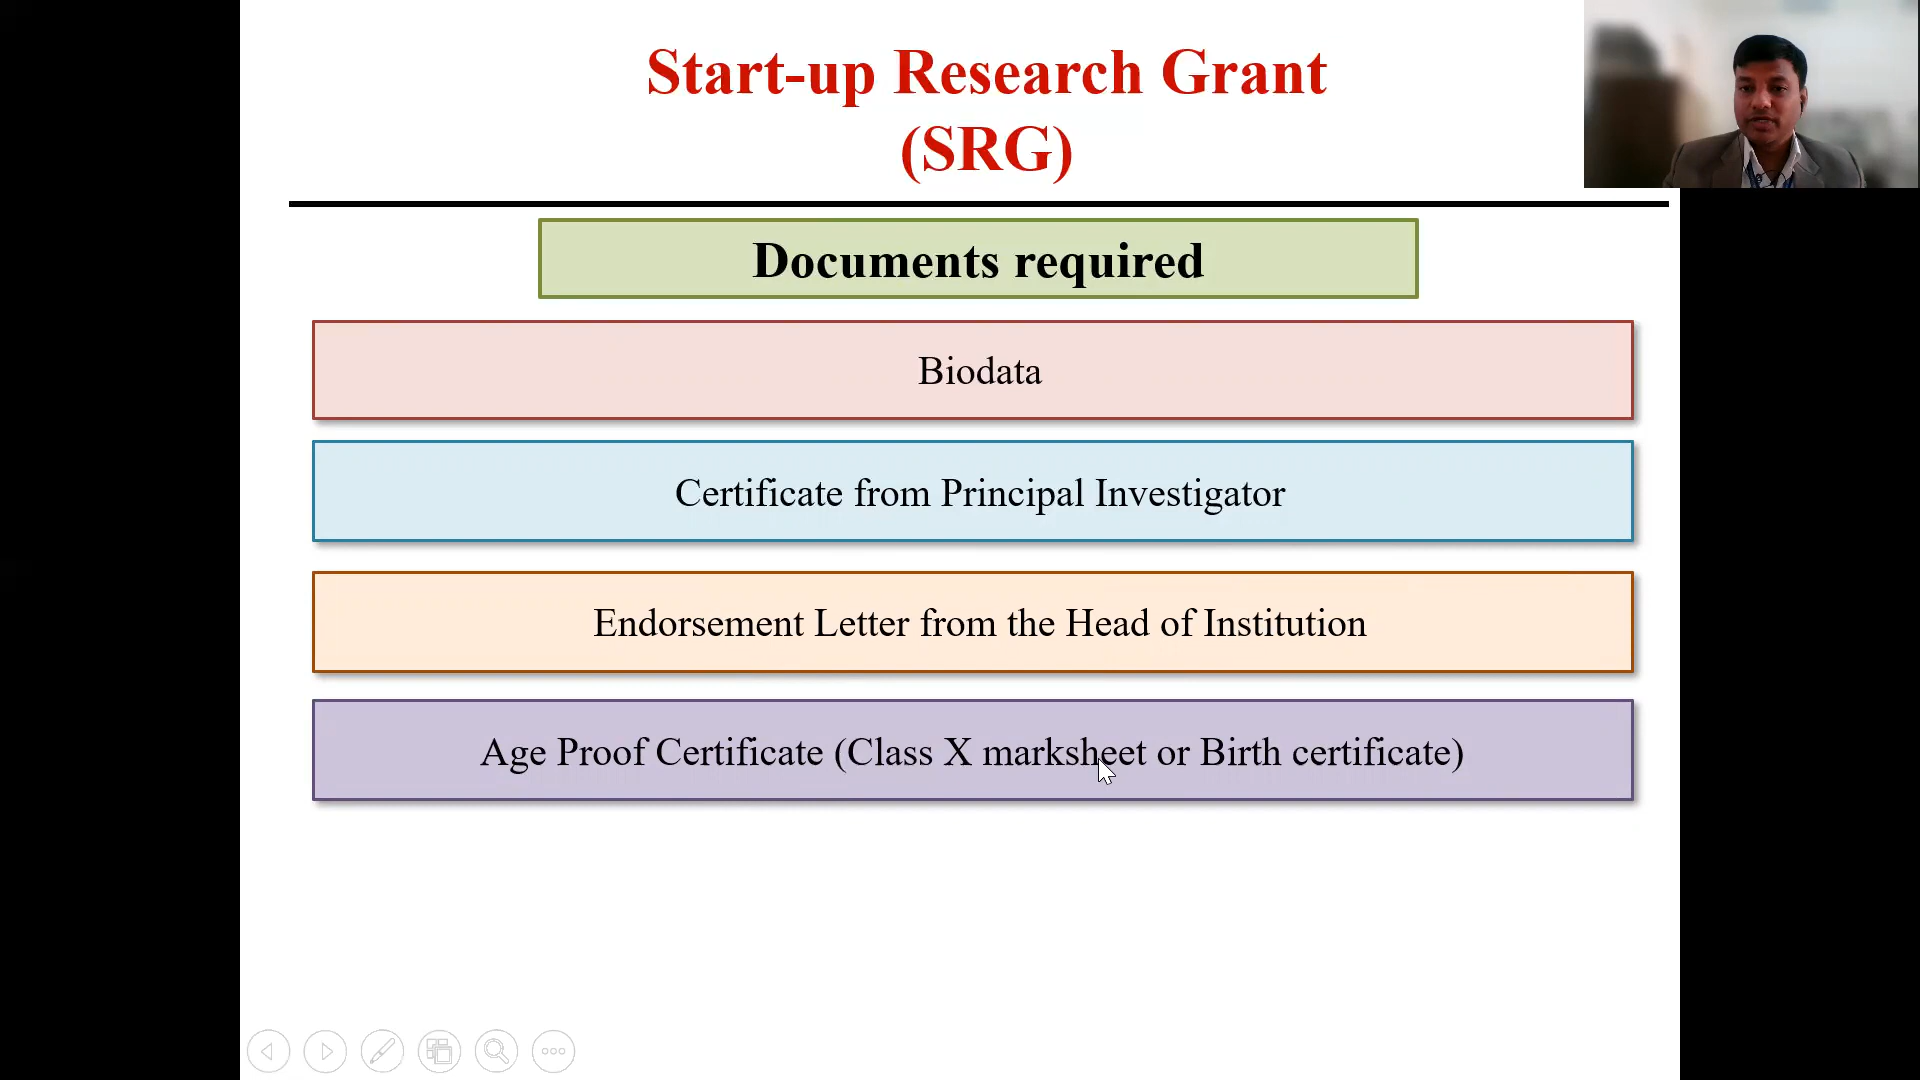 Start-up Research Grant
(SRG)
Documents required
Biodata
Certificate from Principal Investigator
Endorsement Letter from the Head of Institution
Age Proof Certificate (Class X marksheet or Birth certificate)